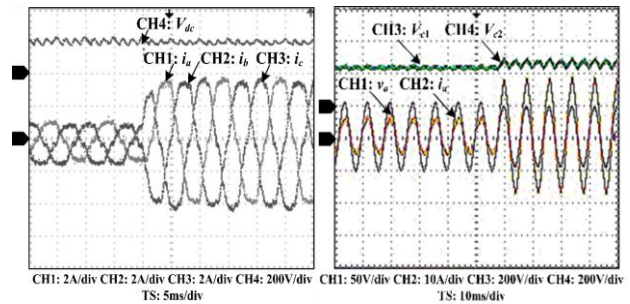 CH4: Vdc
CH1: ia CH2: ib CH3: ic
CH1: 2A/div CH2: 2A/div CH3: 2A/div CH4: 200V/div
TS: 5ms/div
CH3: Vc1 CH4: Vc2
CH1: va CH2: ia
CH1: 50V/div CH2: 10A/div CH3: 200V/div CH4: 200V/div
TS: 10ms/div